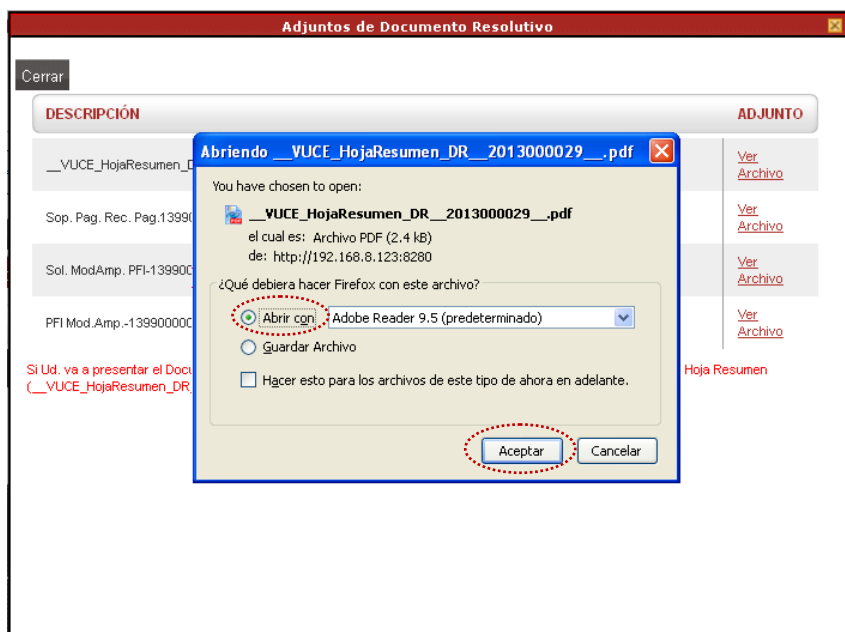 Adjuntos de Documento Resolutivo
Cerrar
DESCRIPCIÓN ADJUNTO
__VUCE_HojaResumen_D Ver
Archivo
Sop. Pag. Rec. Pag.13990 Ver
Archivo
Sol. ModAmp. PFI-139900 Ver
Archivo
PFI Mod.Amp.-139900000 Ver
Archivo
Si Ud. va a presentar el Docu Hoja Resumen
(__VUCE_HojaResumen_DR_
Abriendo __VUCE_HojaResumen_DR__2013000029__.pdf
You have chosen to open:
__VUCE_HojaResumen_DR__2013000029__.pdf
el cual es: Archivo PDF (2.4 kB)
de: http://192.168.8.123:8280
¿Qué debiera hacer Firefox con este archivo?
Abrir con Adobe Reader 9.5 (predeterminado)
Guardar Archivo
Hacer esto para los archivos de este tipo de ahora en adelante.
Aceptar Cancelar